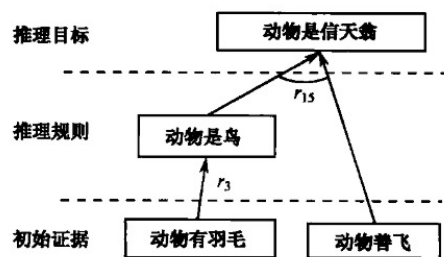 推理目标
动物是信天翁
r15
推理规则
动物是鸟
r3
初始证据
动物有羽毛
动物善飞